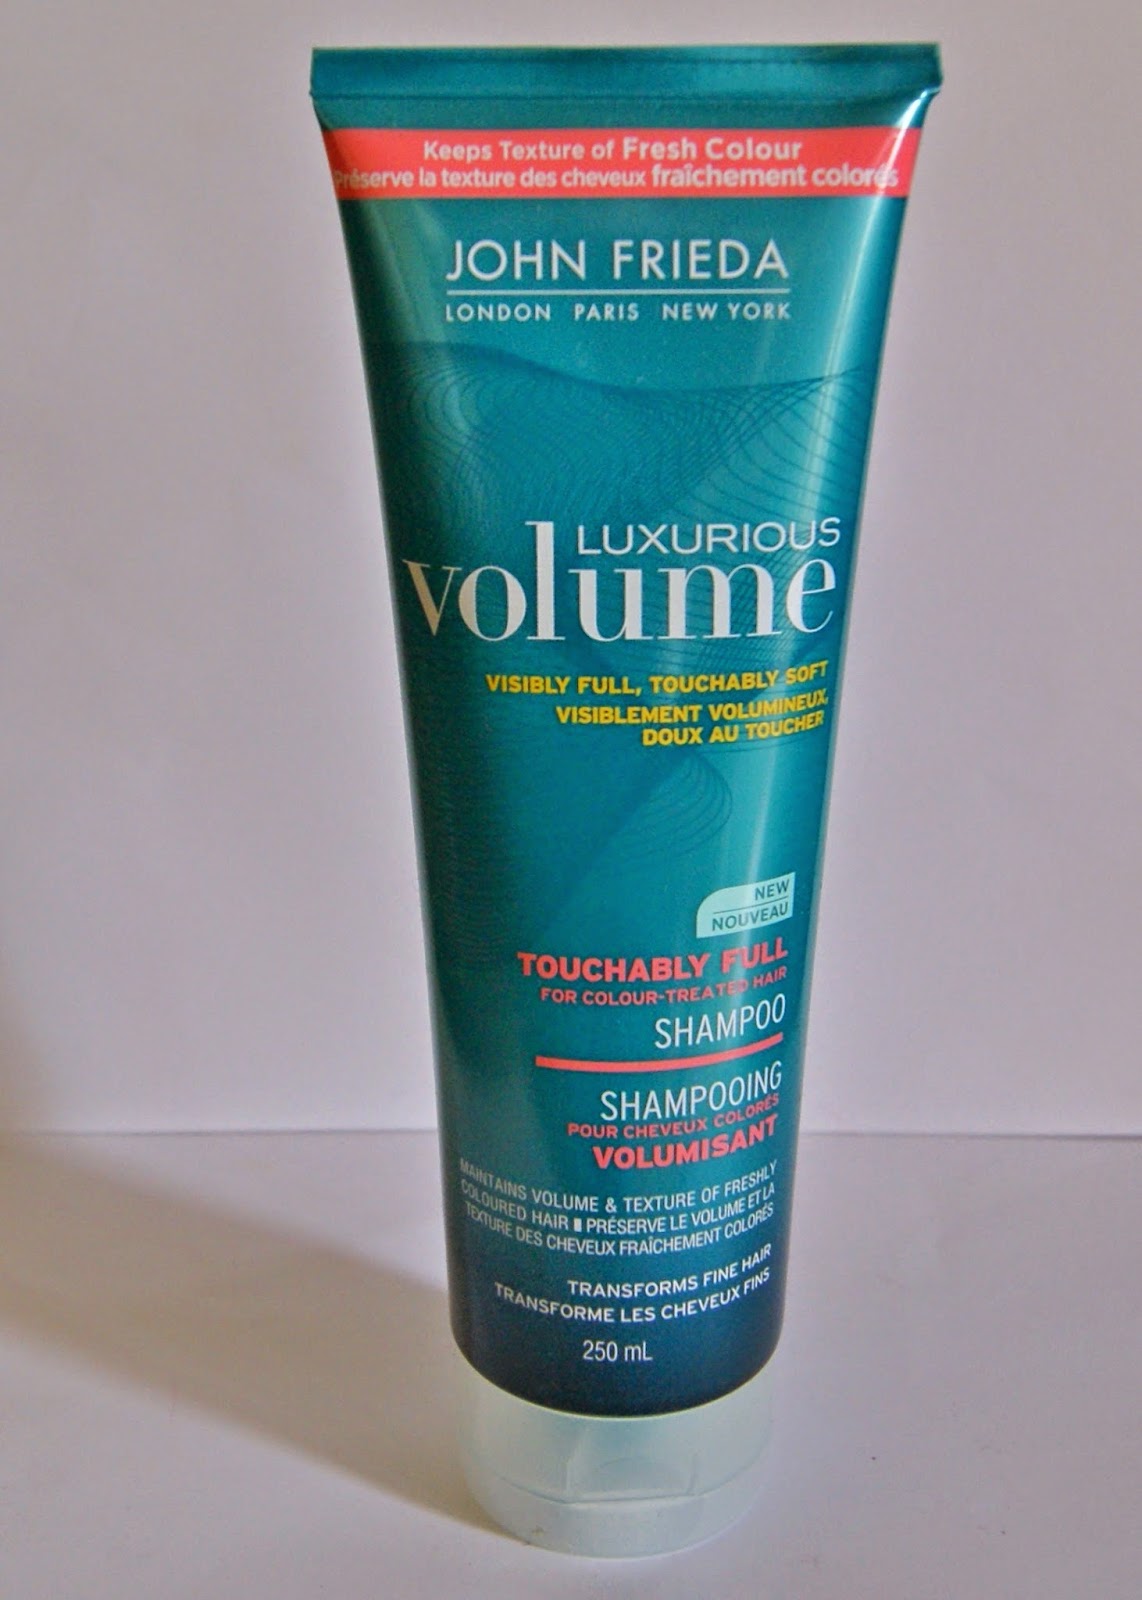 Keeps Texture of Fresh Colour
Préserve la texture des cheveux fraîchement colorés
JOHN FRIEDA
LONDON PARIS NEW YORK
LUXURIOUS
volume
VISIBLY FULL, TOUCHABLY SOFT
VISIBLEMENT VOLUMINEUX,
DOUX AU TOUCHER
NEW
NOUVEAU
TOUCHABLY FULL
FOR COLOUR-TREATED HAIR
SHAMPOO
SHAMPOOING
POUR CHEVEUX COLORÉS
VOLUMISANT
MAINTAINS VOLUME & TEXTURE OF FRESHLY
COLOURED HAIR ▮ PRÉSERVE LE VOLUME ET LA
TEXTURE DES CHEVEUX FRAÎCHEMENT COLORÉS
TRANSFORMS FINE HAIR
TRANSFORME LES CHEVEUX FINS
250 mL